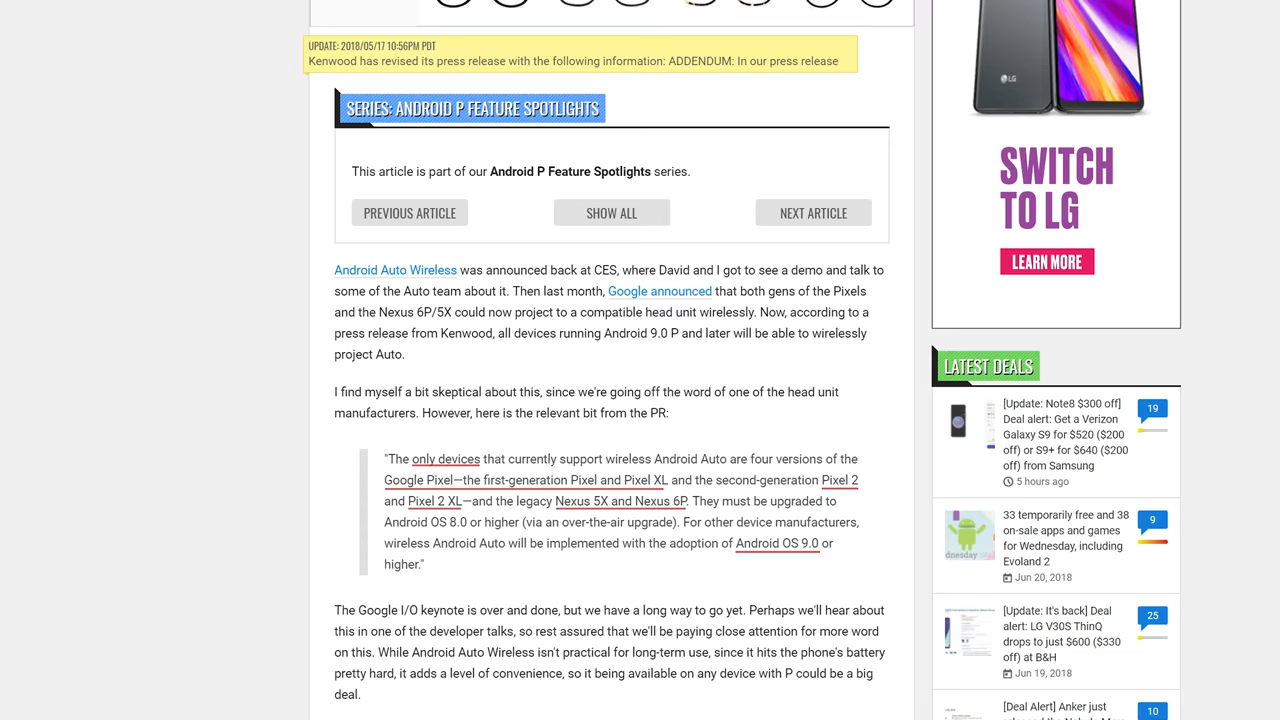 UPDATE: 2018/05/17 10:56PM PDT
Kenwood has revised its press release with the following information: ADDENDUM: In our press release
SERIES: ANDROID P FEATURE SPOTLIGHTS
This article is part of our Android P Feature Spotlights series.
PREVIOUS ARTICLE
SHOW ALL
NEXT ARTICLE
Android Auto Wireless was announced back at CES, where David and I got to see a demo and talk to
some of the Auto team about it. Then last month, Google announced that both gens of the Pixels
and the Nexus 6P/5X could now project to a compatible head unit wirelessly. Now, according to a
press release from Kenwood, all devices running Android 9.0 P and later will be able to wirelessly
project Auto.
I find myself a bit skeptical about this, since we're going off the word of one of the head unit
manufacturers. However, here is the relevant bit from the PR:
"The only devices that currently support wireless Android Auto are four versions of the
Google Pixel—the first-generation Pixel and Pixel XL and the second-generation Pixel 2
and Pixel 2 XL—and the legacy Nexus 5X and Nexus 6P. They must be upgraded to
Android OS 8.0 or higher (via an over-the-air upgrade). For other device manufacturers,
wireless Android Auto will be implemented with the adoption of Android OS 9.0 or
higher."
The Google I/O keynote is over and done, but we have a long way to go yet. Perhaps we'll hear about
this in one of the developer talks, so rest assured that we'll be paying close attention for more word
on this. While Android Auto Wireless isn't practical for long-term use, since it hits the phone's battery
pretty hard, it adds a level of convenience, so it being available on any device with P could be a big
deal.
LG
SWITCH
TO LG
LEARN MORE
LATEST DEALS
[Update: Note8 $300 off]
Deal alert: Get a Verizon
Galaxy S9 for $520 ($200
off) or S9+ for $640 ($200
off) from Samsung
5 hours ago
19
33 temporarily free and 38
on-sale apps and games
for Wednesday, including
Evoland 2
Jun 20, 2018
9
dnesday
[Update: It's back] Deal
alert: LG V30S ThinQ
drops to just $600 ($330
off) at B&H
Jun 19, 2018
25
[Deal Alert] Anker just
10